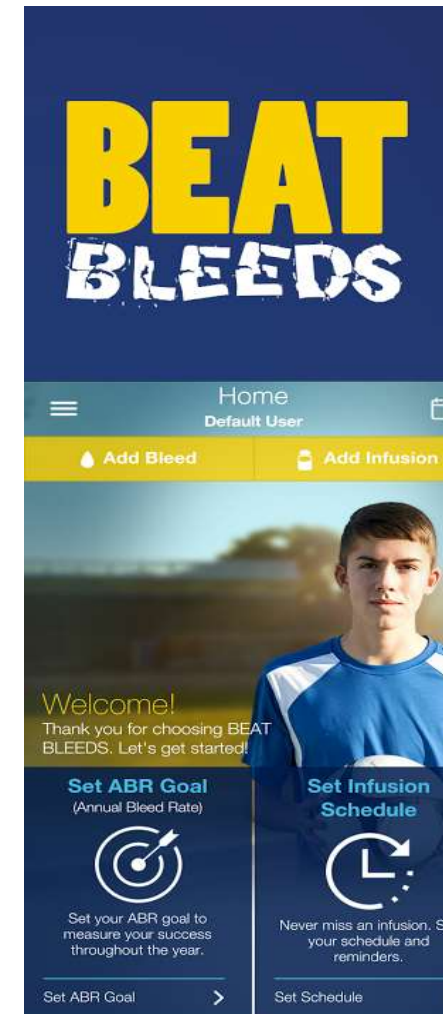 BEAT
BLEEDS
Home
Default User
Add Bleed
Add Infusion
Welcome!
Thank you for choosing BEAT
BLEEDS. Let's get started!
Set ABR Goal
(Annual Bleed Rate)
Set your ABR goal to
measure your success
throughout the year.
Set ABR Goal
Set Infusion
Schedule
Never miss an infusion. S
your schedule and
reminders.
Set Schedule